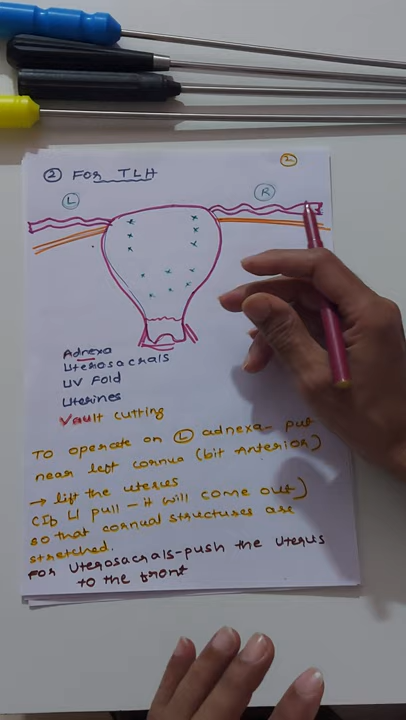 2
② For TLH
L
R
Adnexa
Uterosacrals
UV Fold
Uterines
Vault cutting
To operate on Ⓛ adnexa- put
near left cornua (bit Anterior)
→ lift the uterus
(If U pull - it will come out)
so that cornual structures are
stretched.
For Uterosacrals-push the uterus
to the front